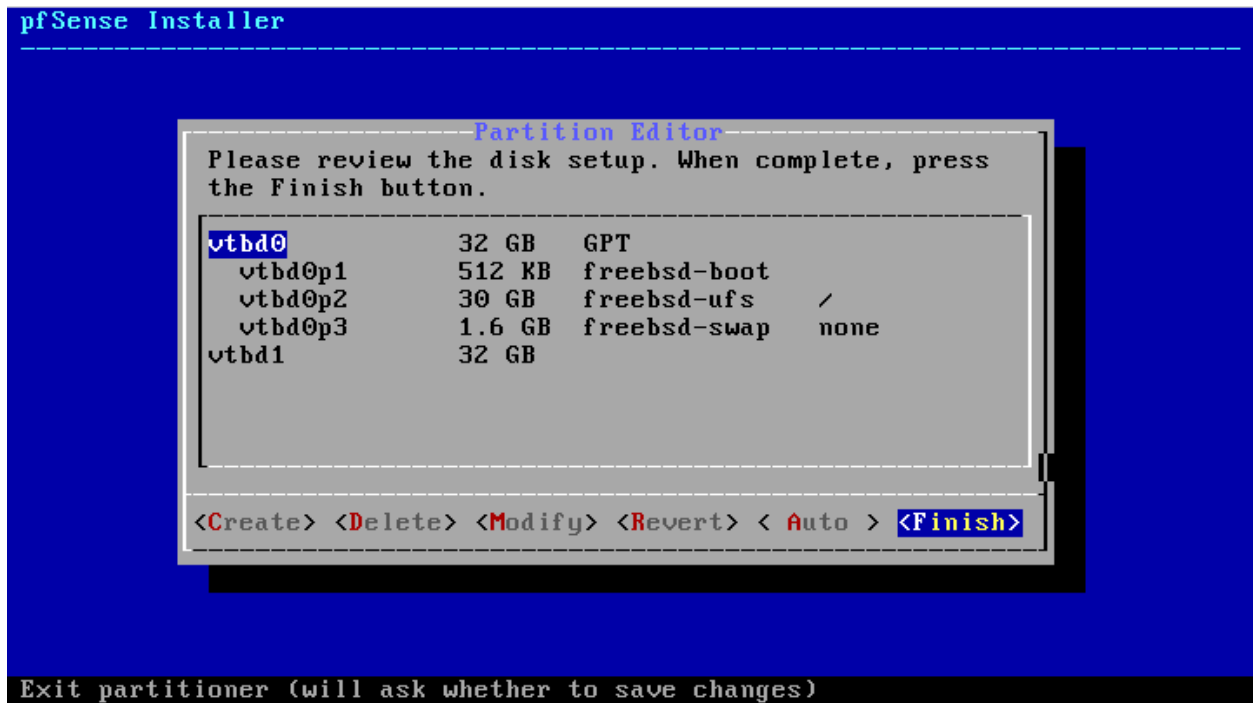 pfSense Installer
Partition Editor
Please review the disk setup. When complete, press
the Finish button.
vtbd0 32 GB GPT
vtbd0p1 512 KB freebsd-boot
vtbd0p2 30 GB freebsd-ufs /
vtbd0p3 1.6 GB freebsd-swap none
vtbd1 32 GB
<Create> <Delete> <Modify> <Revert> < Auto > <Finish>
Exit partitioner (will ask whether to save changes)